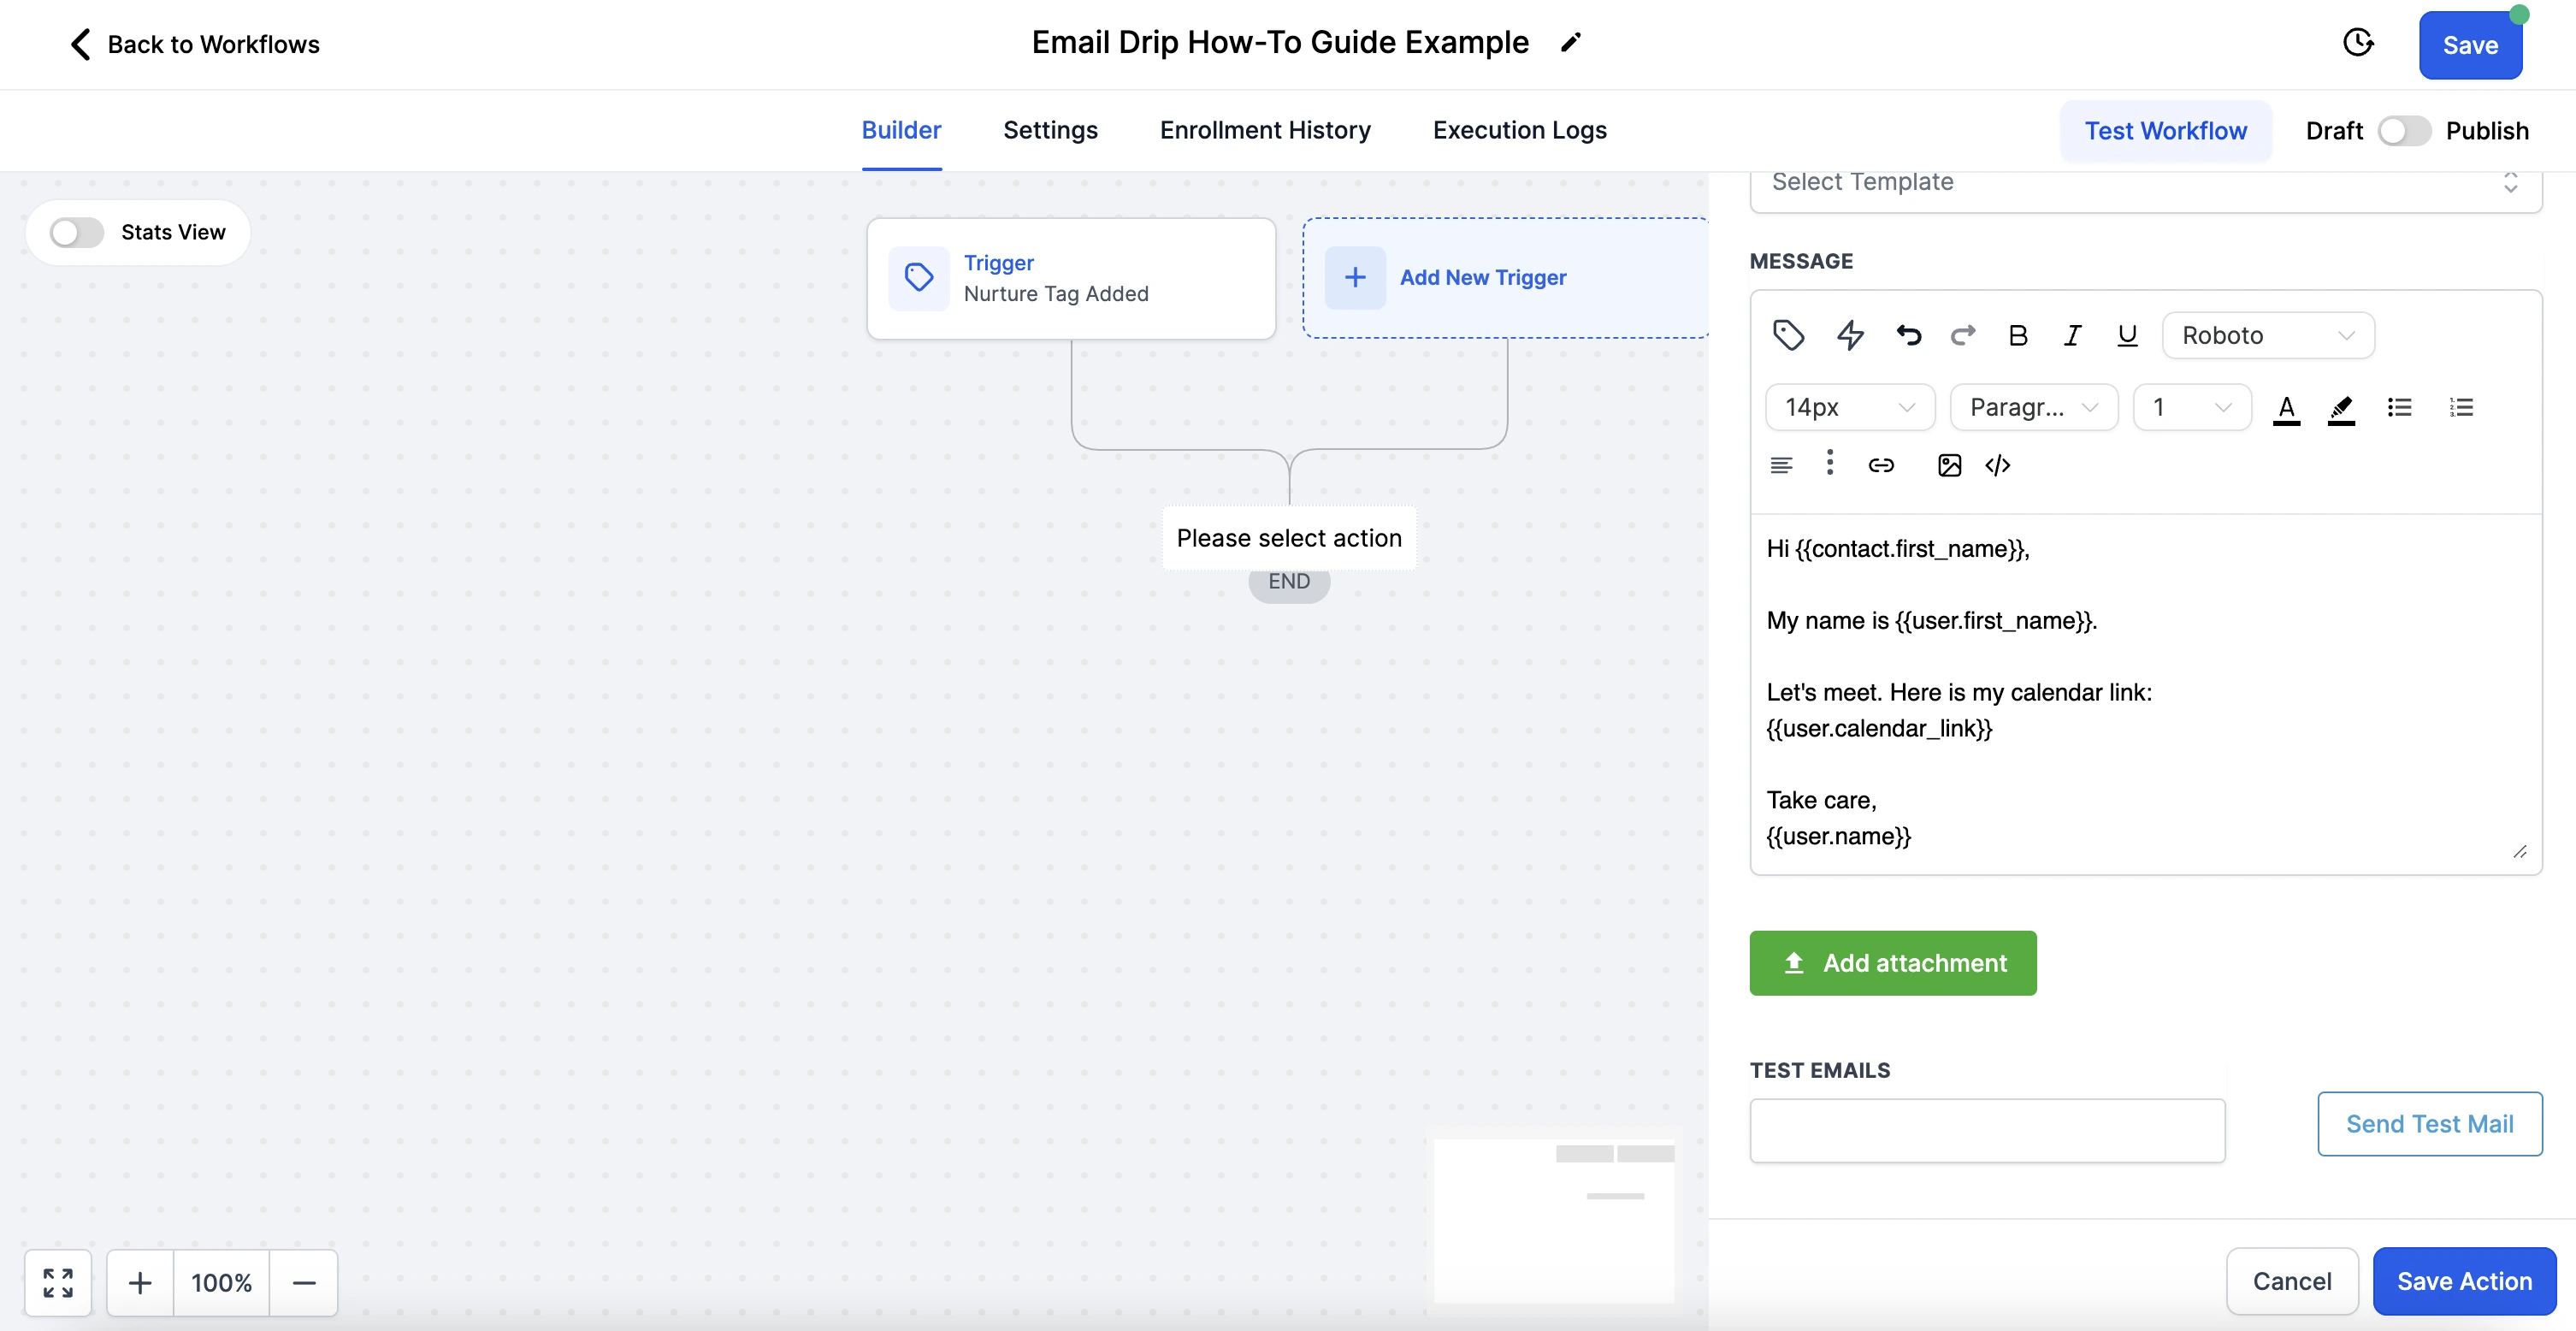 Back to Workflows
Email Drip How-To Guide Example
Save
Builder
Settings
Enrollment History
Execution Logs
Test Workflow
Draft
Publish
Stats View
Trigger
Nurture Tag Added
Add New Trigger
Please select action
END
100%
Select Template
MESSAGE
Roboto
14px
Paragr...
1
Hi {{contact.first_name}},
My name is {{user.first_name}}.
Let's meet. Here is my calendar link:
{{user.calendar_link}}
Take care,
{{user.name}}
Add attachment
TEST EMAILS
Send Test Mail
Cancel
Save Action